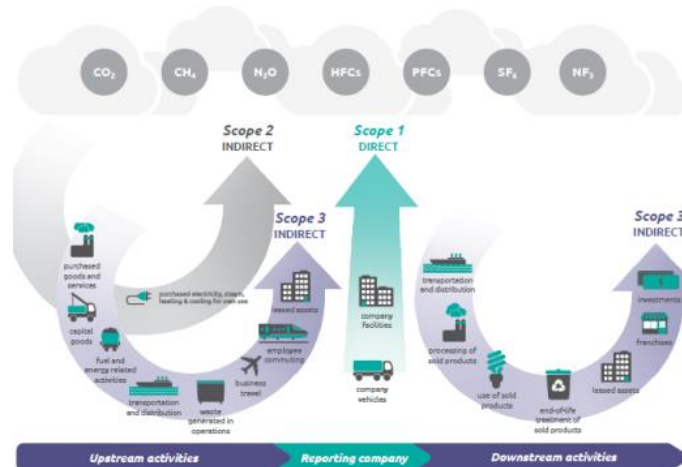 CO₂ CH₄ N₂O HFCs PFCs SF₆ NF₃
Scope 2
INDIRECT
Scope 1
DIRECT
Scope 3
INDIRECT
Scope 3
INDIRECT
purchased
goods and
services
capital
goods
fuel and
energy related
activities
purchased electricity, steam,
heating & cooling for own use
transportation
and distribution
waste
generated in
operations
business
travel
employee
commuting
leased assets
company
facilities
company
vehicles
transportation
and distribution
processing of
sold products
use of sold
products
end-of-life
treatment of
sold products
leased assets
franchises
investments
Upstream activities
Reporting company
Downstream activities